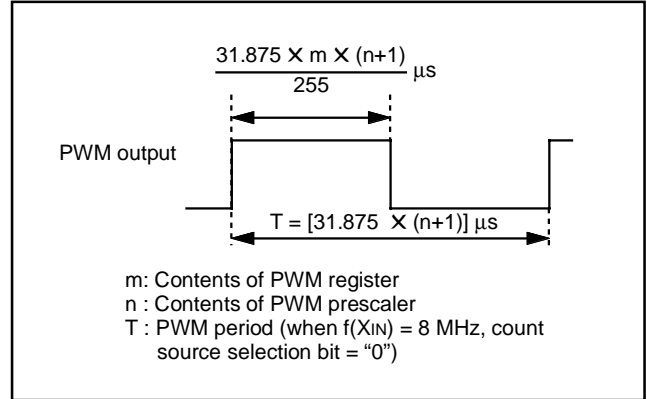 31.875 × m × (n+1)
255
μs
PWM output
T = [31.875 × (n+1)] μs
m: Contents of PWM register
n : Contents of PWM prescaler
T : PWM period (when f(XIN) = 8 MHz, count
source selection bit = “0”)